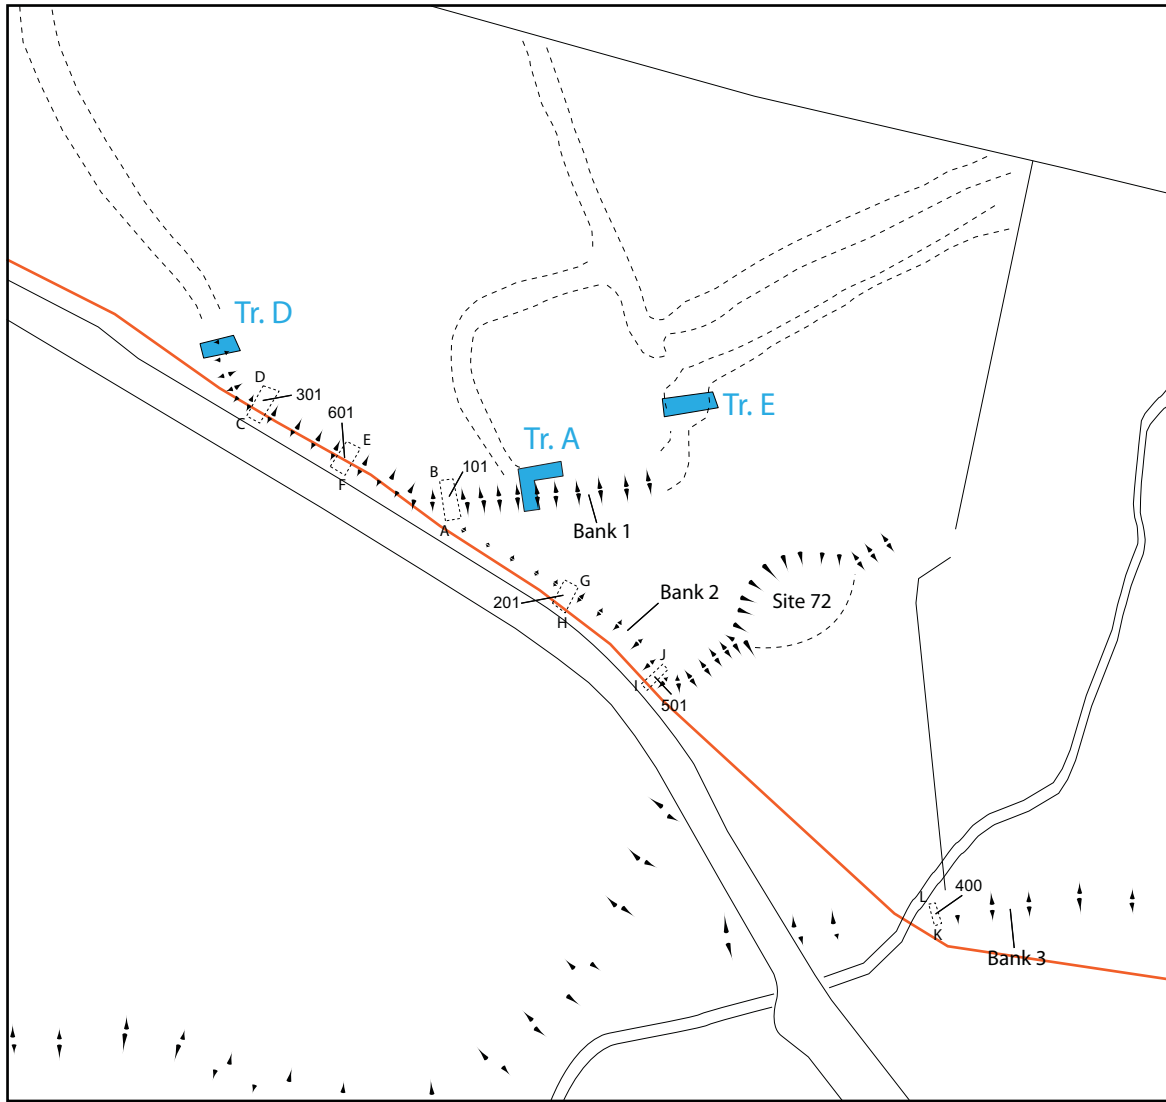 Tr. D
D
301
C
601
E
F
Tr. E
Tr. A
B
101
A
Bank 1
G
201
H
Bank 2
Site 72
J
I
501
L
400
K
Bank 3